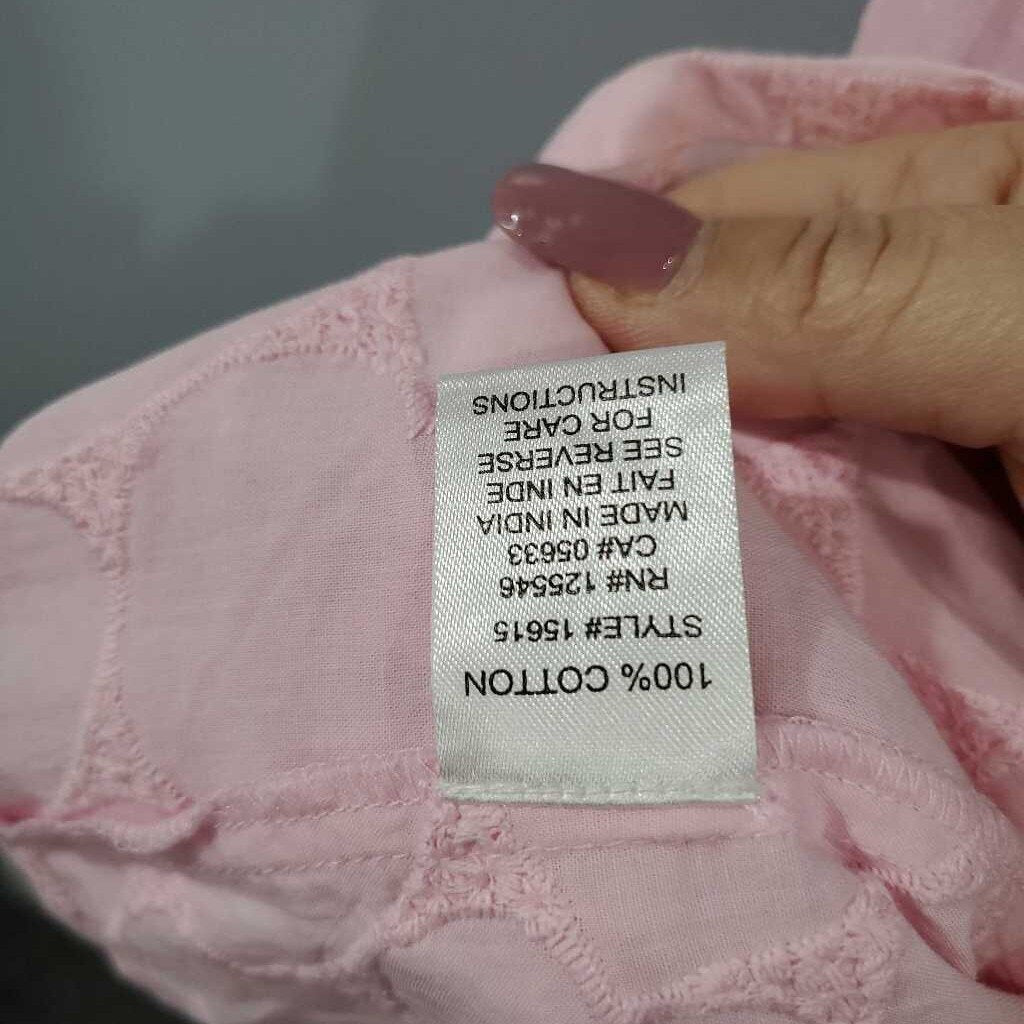 100% COTTON
STYLE# 15615
RN# 125546
CA# 05633
MADE IN INDIA
FAIT EN INDE
SEE REVERSE
FOR CARE
INSTRUCTIONS